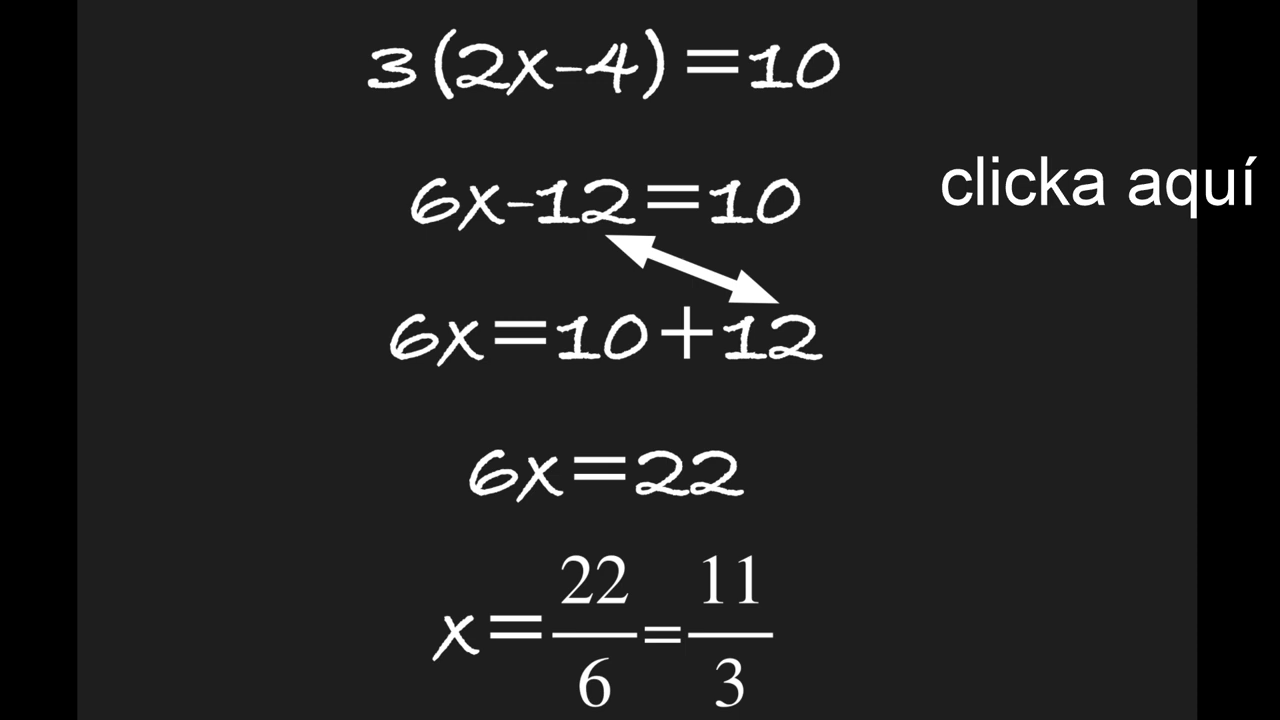 3(2x-4)=10
clicka aquí
6x-12=10
6x=10+12
6x=22
x=22/6=11/3